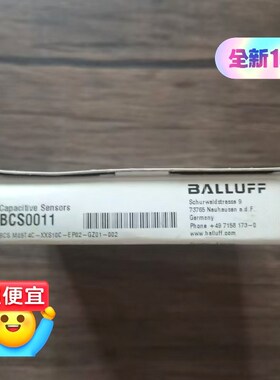 全新1
BALLUFF
Capacitive Sensors
BCS0011
Schurwaldstrasse 9
73765 Neuhausen a.d.F.
Germany
Phone +49 7158 173-0
www.balluff.com
便宜